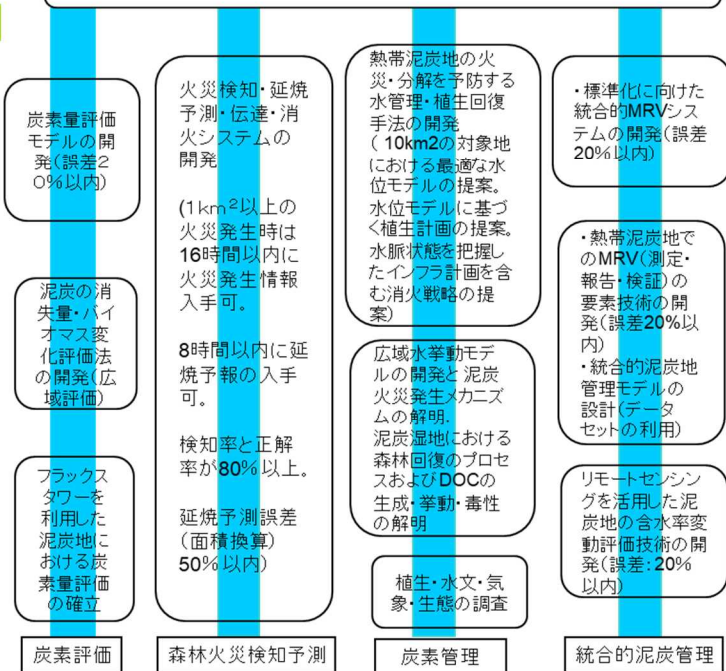 炭素量評価
モデルの開
発(誤差2
0%以内)
泥炭の消
失量・バイ
オマス変
化評価法
の開発(広
域評価)
フラックス
タワーを
利用した
泥炭地に
おける炭
素量評価
の確立
炭素評価
火災検知・延焼
予測・伝達・消
火システムの
開発
(1km²以上の
火災発生時は
16時間以内に
火災発生情報
入手可。
8時間以内に延
焼予報の入手
可。
検知率と正解
率が80%以上。
延焼予測誤差
(面積換算)
50%以内)
森林火災検知予測
熱帯泥炭地の火
災・分解を予防する
水管理・植生回復
手法の開発
( 10km2の対象地
における最適な水
位モデルの提案。
水位モデルに基づ
く植生計画の提案。
水脈状態を把握し
たインフラ計画を含
む消火戦略の提
案)
広域水挙動モデ
ルの開発と泥炭
火災発生メカニズ
ムの解明.
泥炭湿地における
森林回復のプロセ
スおよびDOCの
生成・挙動・毒性
の解明
植生・水文・気
象・生態の調査
炭素管理
・標準化に向けた
統合的MRVシス
テムの開発(誤差
20%以内)
・熱帯泥炭地で
のMRV(測定・
報告・検証)の
要素技術の開
発(誤差20%以
内)
・統合的泥炭地
管理モデルの
設計(データ
セットの利用)
リモートセンシン
グを活用した泥
炭地の含水率変
動評価技術の開
発(誤差:20%
以内)
統合的泥炭管理